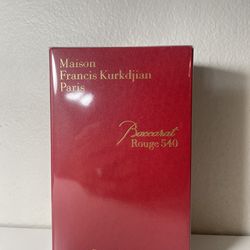 Maison
Francis Kurkdjian
Paris
Baccarat
Rouge 540